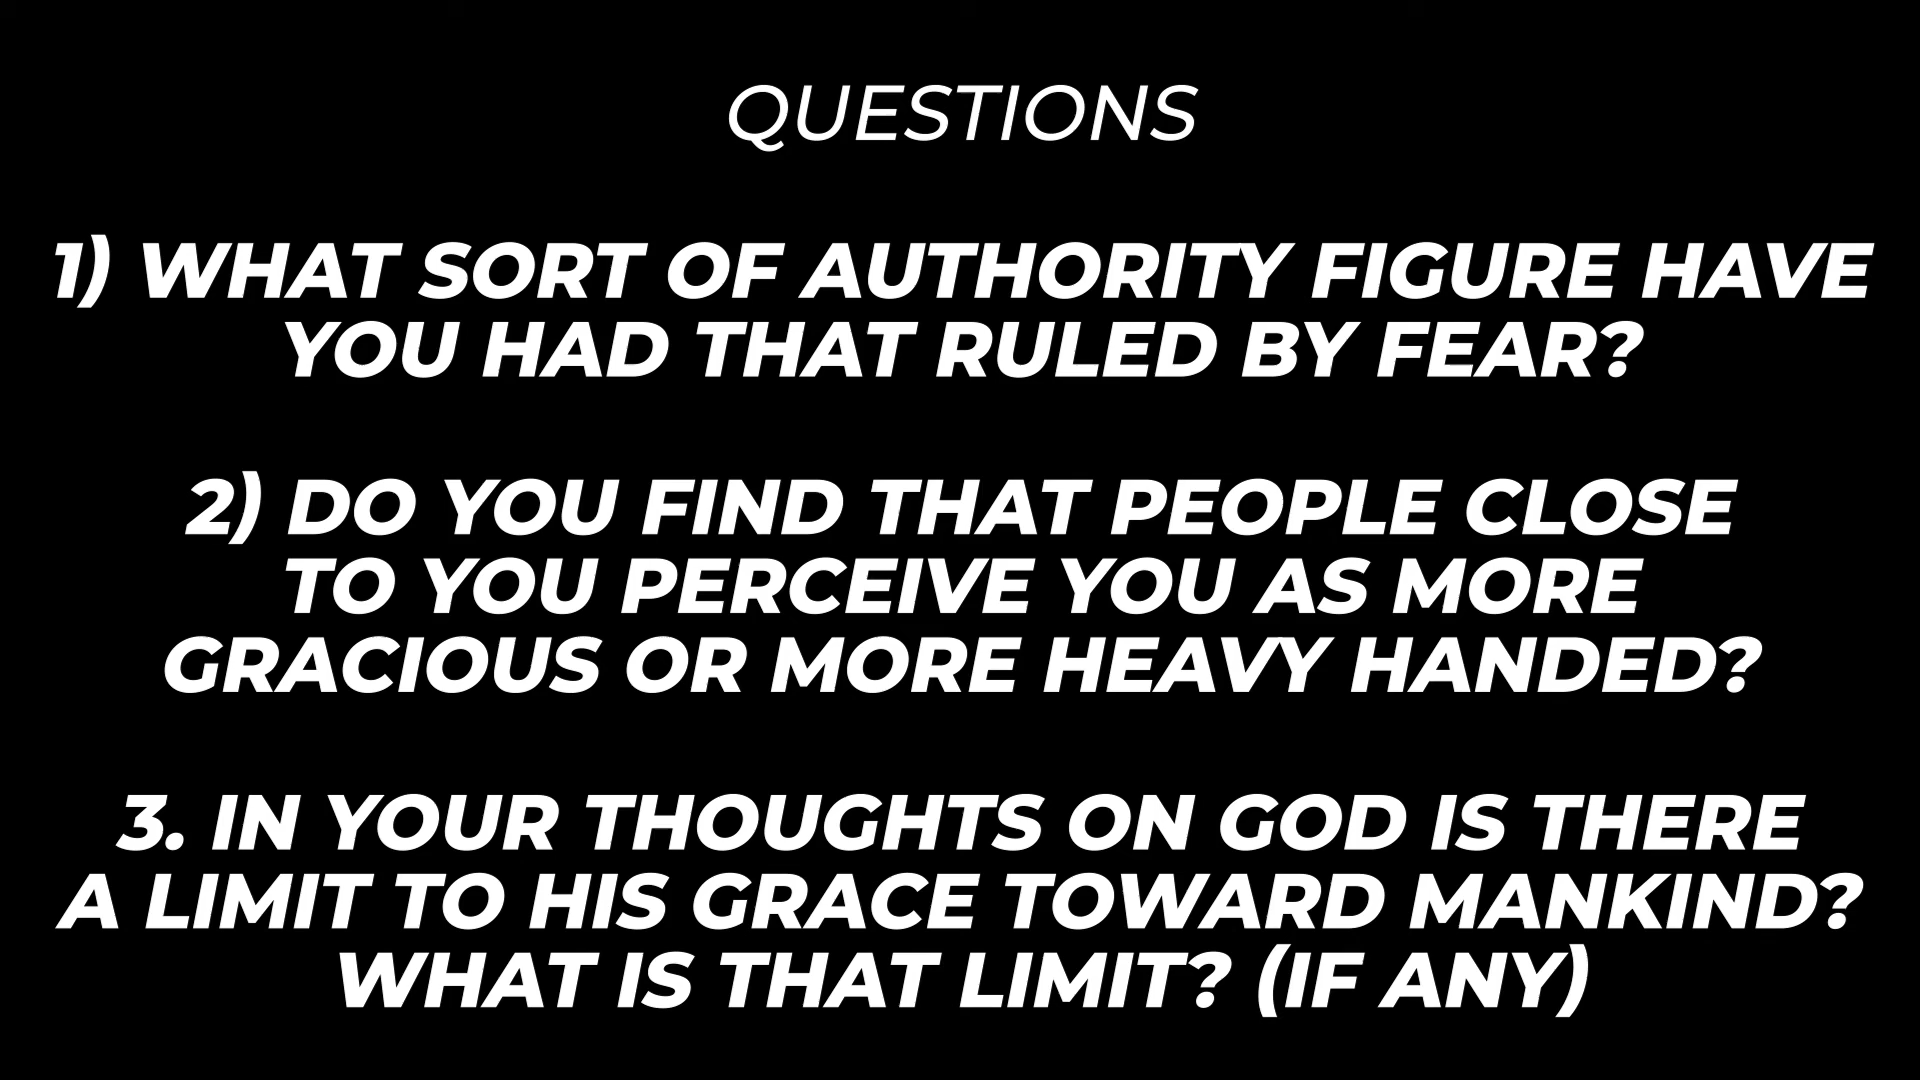 QUESTIONS
1) WHAT SORT OF AUTHORITY FIGURE HAVE
YOU HAD THAT RULED BY FEAR?
2) DO YOU FIND THAT PEOPLE CLOSE
TO YOU PERCEIVE YOU AS MORE
GRACIOUS OR MORE HEAVY HANDED?
3. IN YOUR THOUGHTS ON GOD IS THERE
A LIMIT TO HIS GRACE TOWARD MANKIND?
WHAT IS THAT LIMIT? (IF ANY)